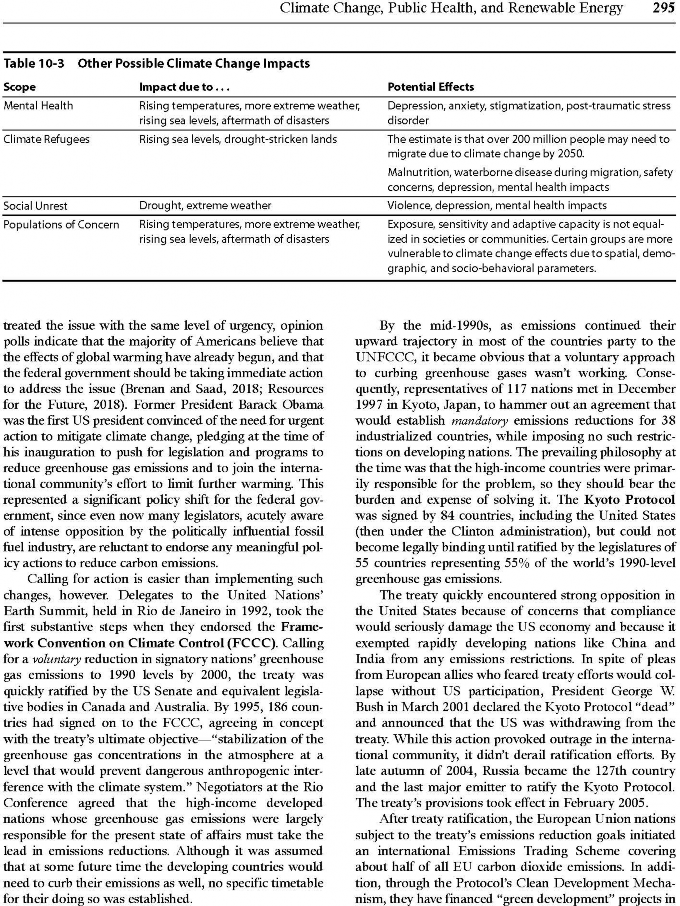 Climate Change, Public Health, and Renewable Energy 295
Table 10-3 Other Possible Climate Change Impacts
Scope Impact due to . . . Potential Effects
Mental Health Rising temperatures, more extreme weather, Depression, anxiety, stigmatization, post-traumatic stress
rising sea levels, aftermath of disasters disorder
Climate Refugees Rising sea levels, drought-stricken lands The estimate is that over 200 million people may need to
migrate due to climate change by 2050.
Malnutrition, waterborne disease during migration, safety
concerns, depression, mental health impacts
Social Unrest Drought, extreme weather Violence, depression, mental health impacts
Populations of Concern Rising temperatures, more extreme weather, Exposure, sensitivity and adaptive capacity is not equal-
rising sea levels, aftermath of disasters ized in societies or communities. Certain groups are more
vulnerable to climate change effects due to spatial, demo-
graphic, and socio-behavioral parameters.
treated the issue with the same level of urgency, opinion
polls indicate that the majority of Americans believe that
the effects of global warming have already begun, and that
the federal government should be taking immediate action
to address the issue (Brenan and Saad, 2018; Resources
for the Future, 2018). Former President Barack Obama
was the first US president convinced of the need for urgent
action to mitigate climate change, pledging at the time of
his inauguration to push for legislation and programs to
reduce greenhouse gas emissions and to join the interna-
tional community's effort to limit further warming. This
represented a significant policy shift for the federal gov-
ernment, since even now many legislators, acutely aware
of intense opposition by the politically influential fossil
fuel industry, are reluctant to endorse any meaningful pol-
icy actions to reduce carbon emissions.
Calling for action is easier than implementing such
changes, however. Delegates to the United Nations'
Earth Summit, held in Rio de Janeiro in 1992, took the
first substantive steps when they endorsed the Frame-
work Convention on Climate Control (FCCC). Calling
for a voluntary reduction in signatory nations' greenhouse
gas emissions to 1990 levels by 2000, the treaty was
quickly ratified by the US Senate and equivalent legisla-
tive bodies in Canada and Australia. By 1995, 186 coun-
tries had signed on to the FCCC, agreeing in concept
with the treaty's ultimate objective—“stabilization of the
greenhouse gas concentrations in the atmosphere at a
level that would prevent dangerous anthropogenic inter-
ference with the climate system.” Negotiators at the Rio
Conference agreed that the high-income developed
nations whose greenhouse gas emissions were largely
responsible for the present state of affairs must take the
lead in emissions reductions. Although it was assumed
that at some future time the developing countries would
need to curb their emissions as well, no specific timetable
for their doing so was established.
By the mid-1990s, as emissions continued their
upward trajectory in most of the countries party to the
UNFCCC, it became obvious that a voluntary approach
to curbing greenhouse gases wasn't working. Conse-
quently, representatives of 117 nations met in December
1997 in Kyoto, Japan, to hammer out an agreement that
would establish mandatory emissions reductions for 38
industrialized countries, while imposing no such restric-
tions on developing nations. The prevailing philosophy at
the time was that the high-income countries were primar-
ily responsible for the problem, so they should bear the
burden and expense of solving it. The Kyoto Protocol
was signed by 84 countries, including the United States
(then under the Clinton administration), but could not
become legally binding until ratified by the legislatures of
55 countries representing 55% of the world's 1990-level
greenhouse gas emissions.
The treaty quickly encountered strong opposition in
the United States because of concerns that compliance
would seriously damage the US economy and because it
exempted rapidly developing nations like China and
India from any emissions restrictions. In spite of pleas
from European allies who feared treaty efforts would col-
lapse without US participation, President George W.
Bush in March 2001 declared the Kyoto Protocol “dead”
and announced that the US was withdrawing from the
treaty. While this action provoked outrage in the interna-
tional community, it didn't derail ratification efforts. By
late autumn of 2004, Russia became the 127th country
and the last major emitter to ratify the Kyoto Protocol.
The treaty's provisions took effect in February 2005.
After treaty ratification, the European Union nations
subject to the treaty's emissions reduction goals initiated
an international Emissions Trading Scheme covering
about half of all EU carbon dioxide emissions. In addi-
tion, through the Protocol's Clean Development Mecha-
nism, they have financed “green development” projects in